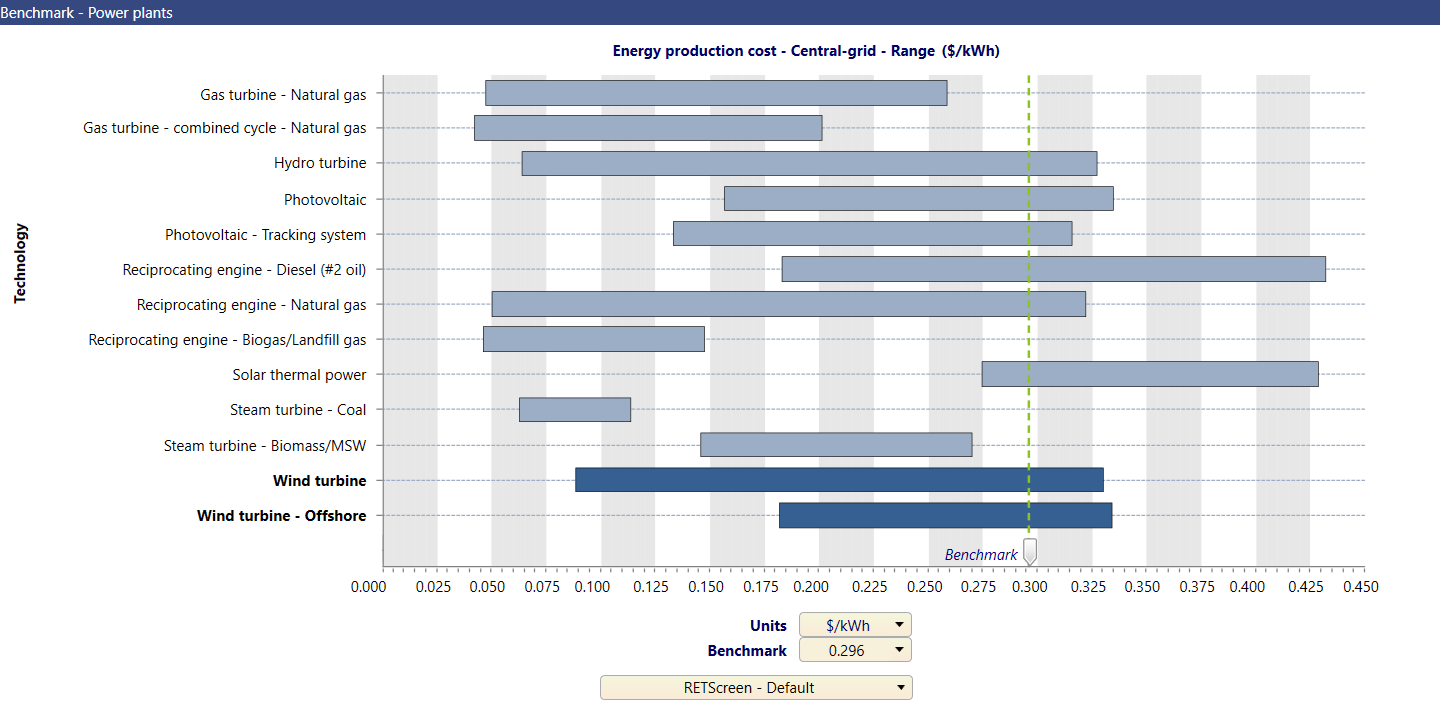 Benchmark - Power plants
Energy production cost - Central-grid - Range ($/kWh)
Technology
Gas turbine - Natural gas
Gas turbine - combined cycle - Natural gas
Hydro turbine
Photovoltaic
Photovoltaic - Tracking system
Reciprocating engine - Diesel (#2 oil)
Reciprocating engine - Natural gas
Reciprocating engine - Biogas/Landfill gas
Solar thermal power
Steam turbine - Coal
Steam turbine - Biomass/MSW
Wind turbine
Wind turbine - Offshore
Benchmark
0.000 0.025 0.050 0.075 0.100 0.125 0.150 0.175 0.200 0.225 0.250 0.275 0.300 0.325 0.350 0.375 0.400 0.425 0.450
Units $/kWh
Benchmark 0.296
RETScreen - Default